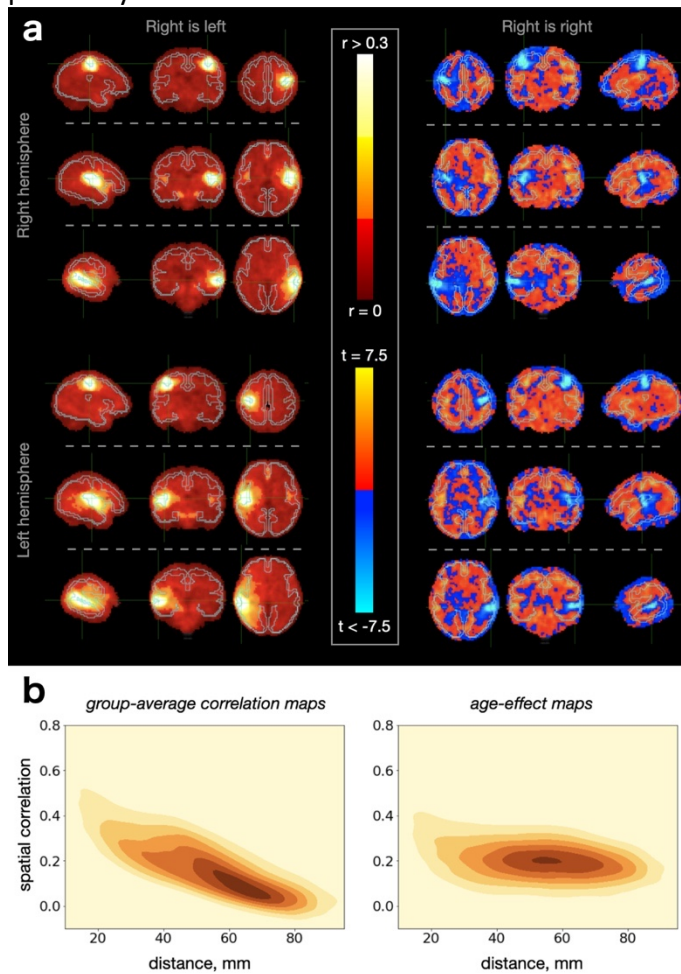 a
Right is left
Right is right
r > 0.3
Right hemisphere
r = 0
t = 7.5
Left hemisphere
t < -7.5
b
group-average correlation maps
age-effect maps
spatial correlation
0.8
0.6
0.4
0.2
0.0
20 40 60 80
distance, mm
0.8
0.6
0.4
0.2
0.0
20 40 60 80
distance, mm